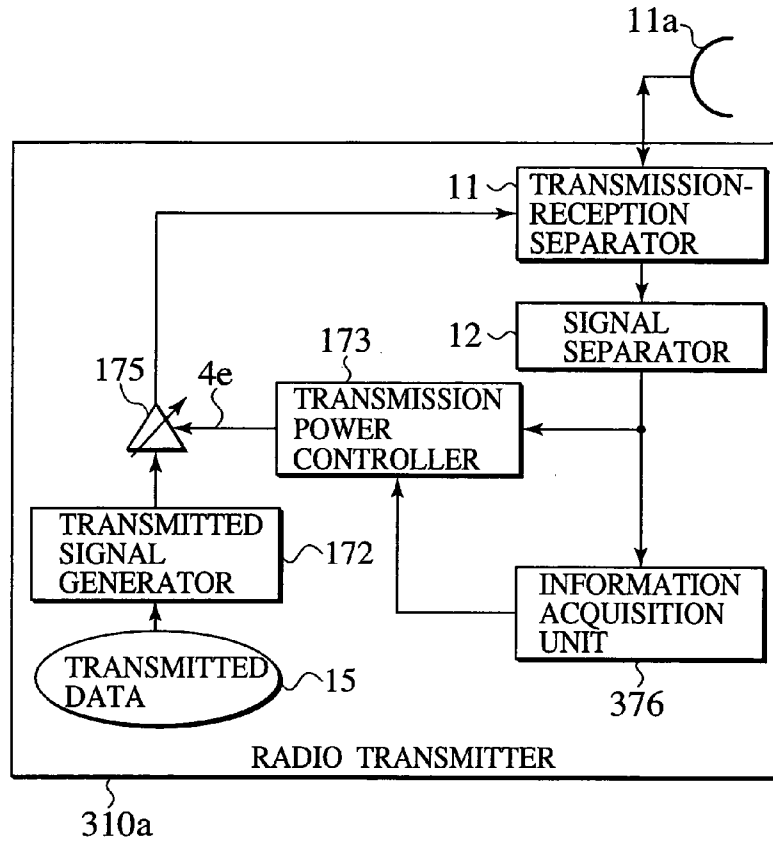 11a
11
TRANSMISSION-
RECEPTION
SEPARATOR
12
SIGNAL
SEPARATOR
173
175
4e
TRANSMISSION
POWER
CONTROLLER
TRANSMITTED
SIGNAL
GENERATOR
172
INFORMATION
ACQUISITION
UNIT
376
TRANSMITTED
DATA
15
RADIO TRANSMITTER
310a